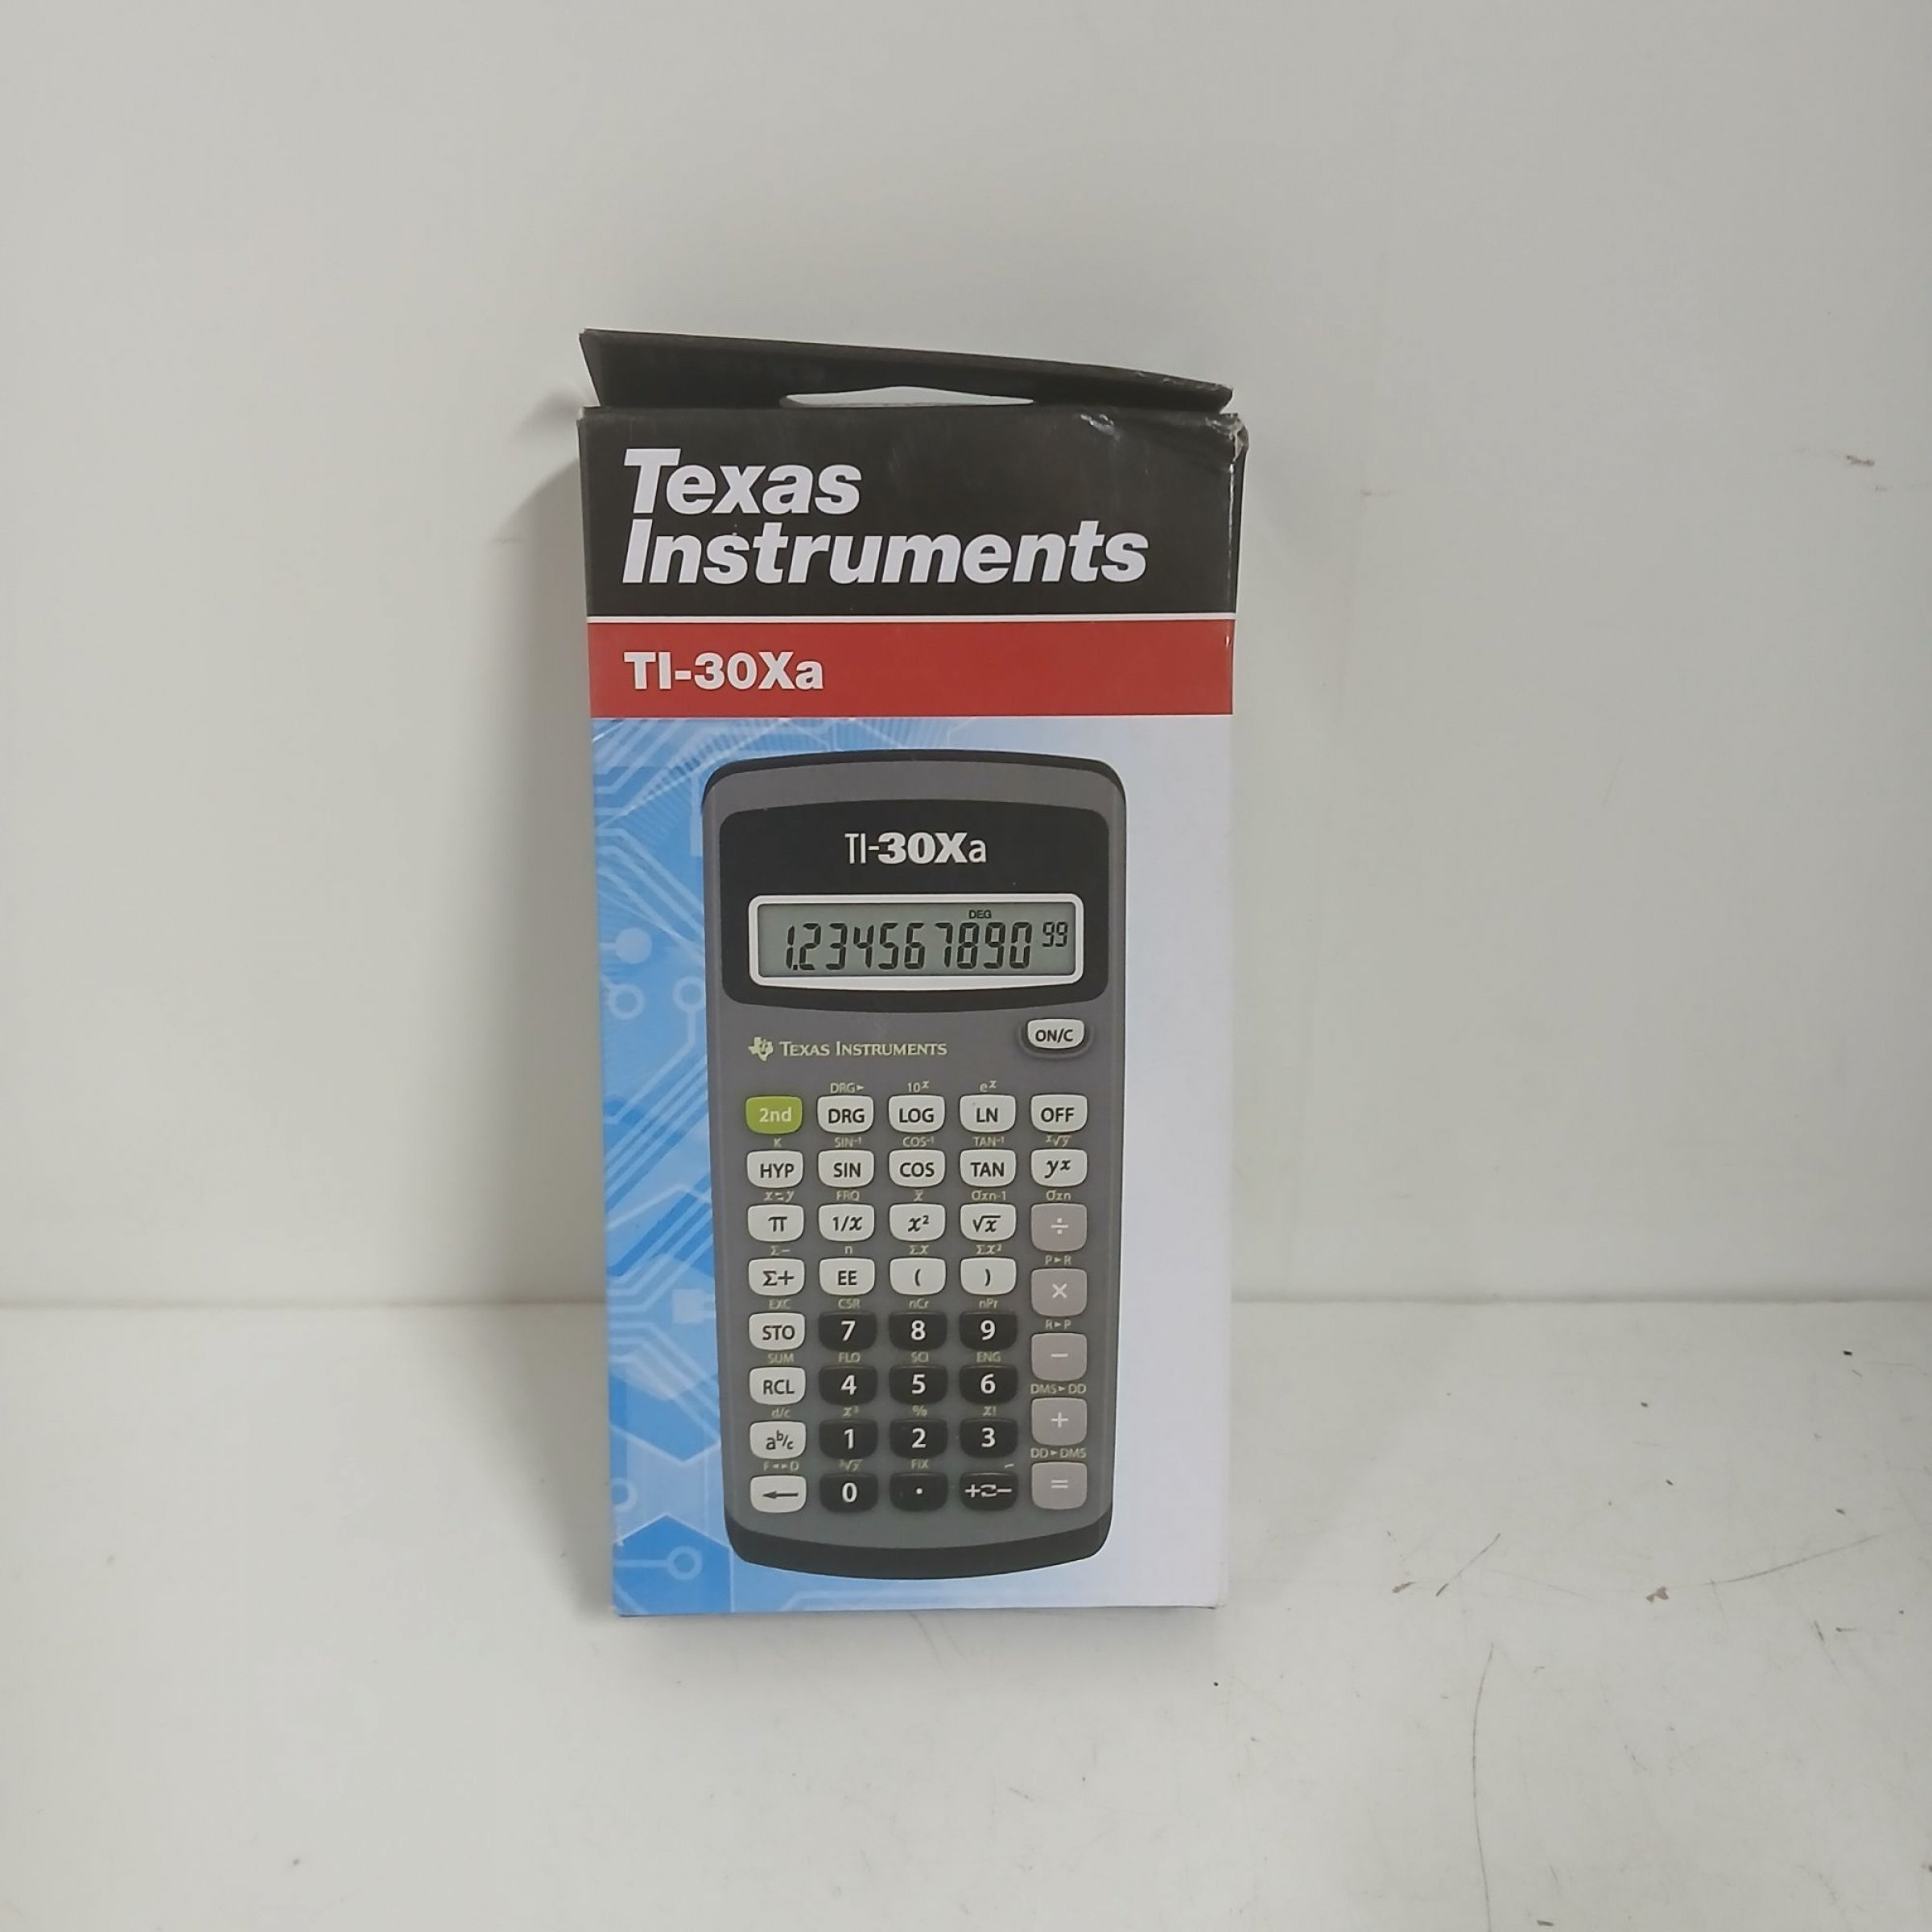 Texas
Instruments
TI-30Xa
TI-30Xa
DEG
1.234567890 99
TEXAS INSTRUMENTS
ON/C
DRG► 10ˣ eˣ
2nd DRG LOG LN OFF
K SIN⁻¹ COS⁻¹ TAN⁻¹ ˣ√y
HYP SIN COS TAN yˣ
x⇆y FRQ x̅ σxn-1 σxn
π 1/x x² √x ÷
Σ- n Σx Σx² P►R
Σ+ EE ( ) ×
EXC CSR nCr nPr R►P
STO 7 8 9 −
SUM FLO SCI ENG DMS►DD
RCL 4 5 6 +
d/c x³ % x! DD►DMS
aᵇ/c 1 2 3 =
F◄►D ³√x FIX
← 0 . +⇆−